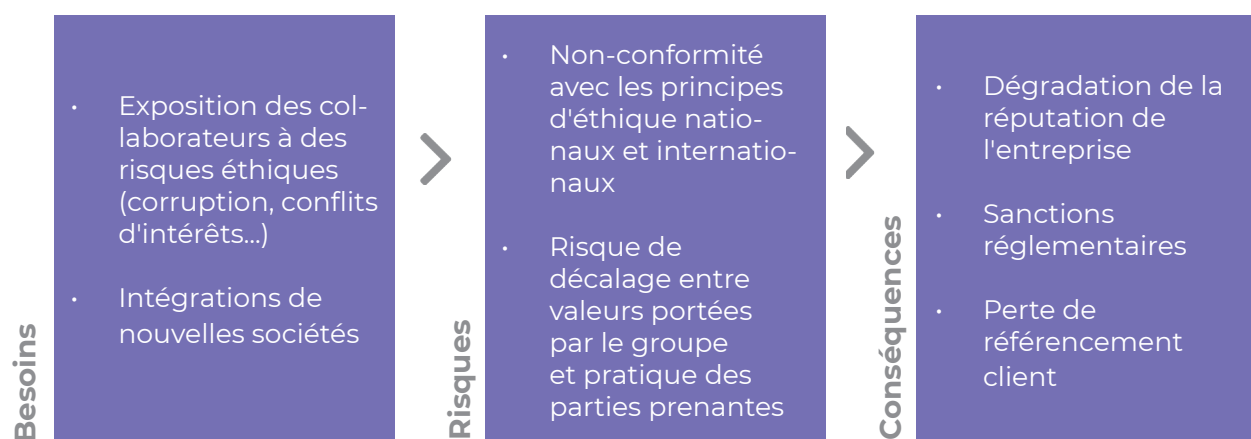 Besoins
• Exposition des col-
laborateurs à des
risques éthiques
(corruption, conflits
d'intérêts...)
• Intégrations de
nouvelles sociétés
Risques
• Non-conformité
avec les principes
d'éthique natio-
naux et internatio-
naux
• Risque de
décalage entre
valeurs portées
par le groupe
et pratique des
parties prenantes
Conséquences
• Dégradation de la
réputation de
l'entreprise
• Sanctions
réglementaires
• Perte de
référencement
client